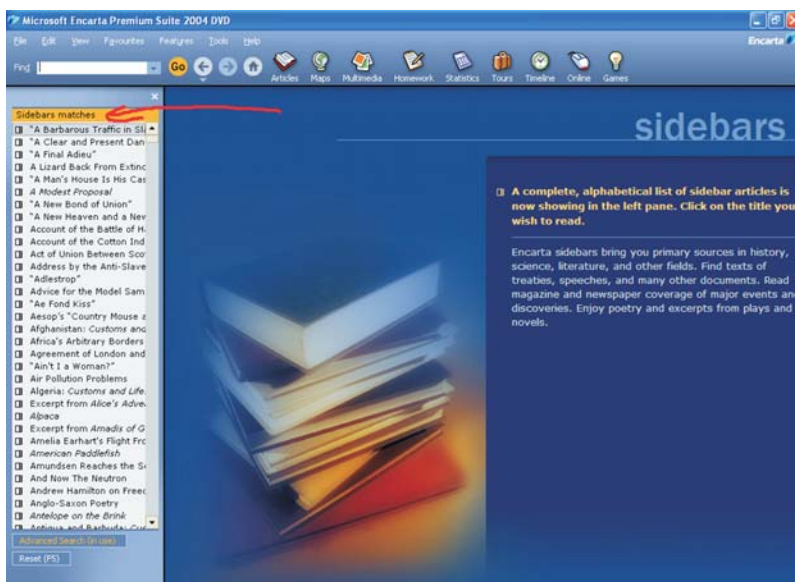 Microsoft Encarta Premium Suite 2004 DVD
File Edit View Favourites Features Tools Help
Encarta
Find Go
Articles Maps Multimedia Homework Statistics Tours Timeline Online Games
Sidebars matches
"A Barbarous Traffic in Sla
"A Clear and Present Dan
"A Final Adieu"
A Lizard Back From Extinc
"A Man's House Is His Cas
A Modest Proposal
"A New Bond of Union"
"A New Heaven and a New
Account of the Battle of H
Account of the Cotton Ind
Act of Union Between Sco
Address by the Anti-Slave
"Adlestrop"
Advice for the Model Sam
"Ae Fond Kiss"
Aesop's "Country Mouse a
Afghanistan: Customs and
Africa's Arbitrary Borders
Agreement of London and
"Ain't I a Woman?"
Air Pollution Problems
Algeria: Customs and Life
Excerpt from Alice's Adve
Alpaca
Excerpt from Amadis of G
Amelia Earhart's Flight Fro
American Paddlefish
Amundsen Reaches the So
And Now The Neutron
Andrew Hamilton on Freed
Anglo-Saxon Poetry
Antelope on the Brink
Antigua and Barbuda: Cus
Advanced Search (in use)
Reset (F5)
sidebars
A complete, alphabetical list of sidebar articles is
now showing in the left pane. Click on the title you
wish to read.
Encarta sidebars bring you primary sources in history,
science, literature, and other fields. Find texts of
treaties, speeches, and many other documents. Read
magazine and newspaper coverage of major events and
discoveries. Enjoy poetry and excerpts from plays and
novels.